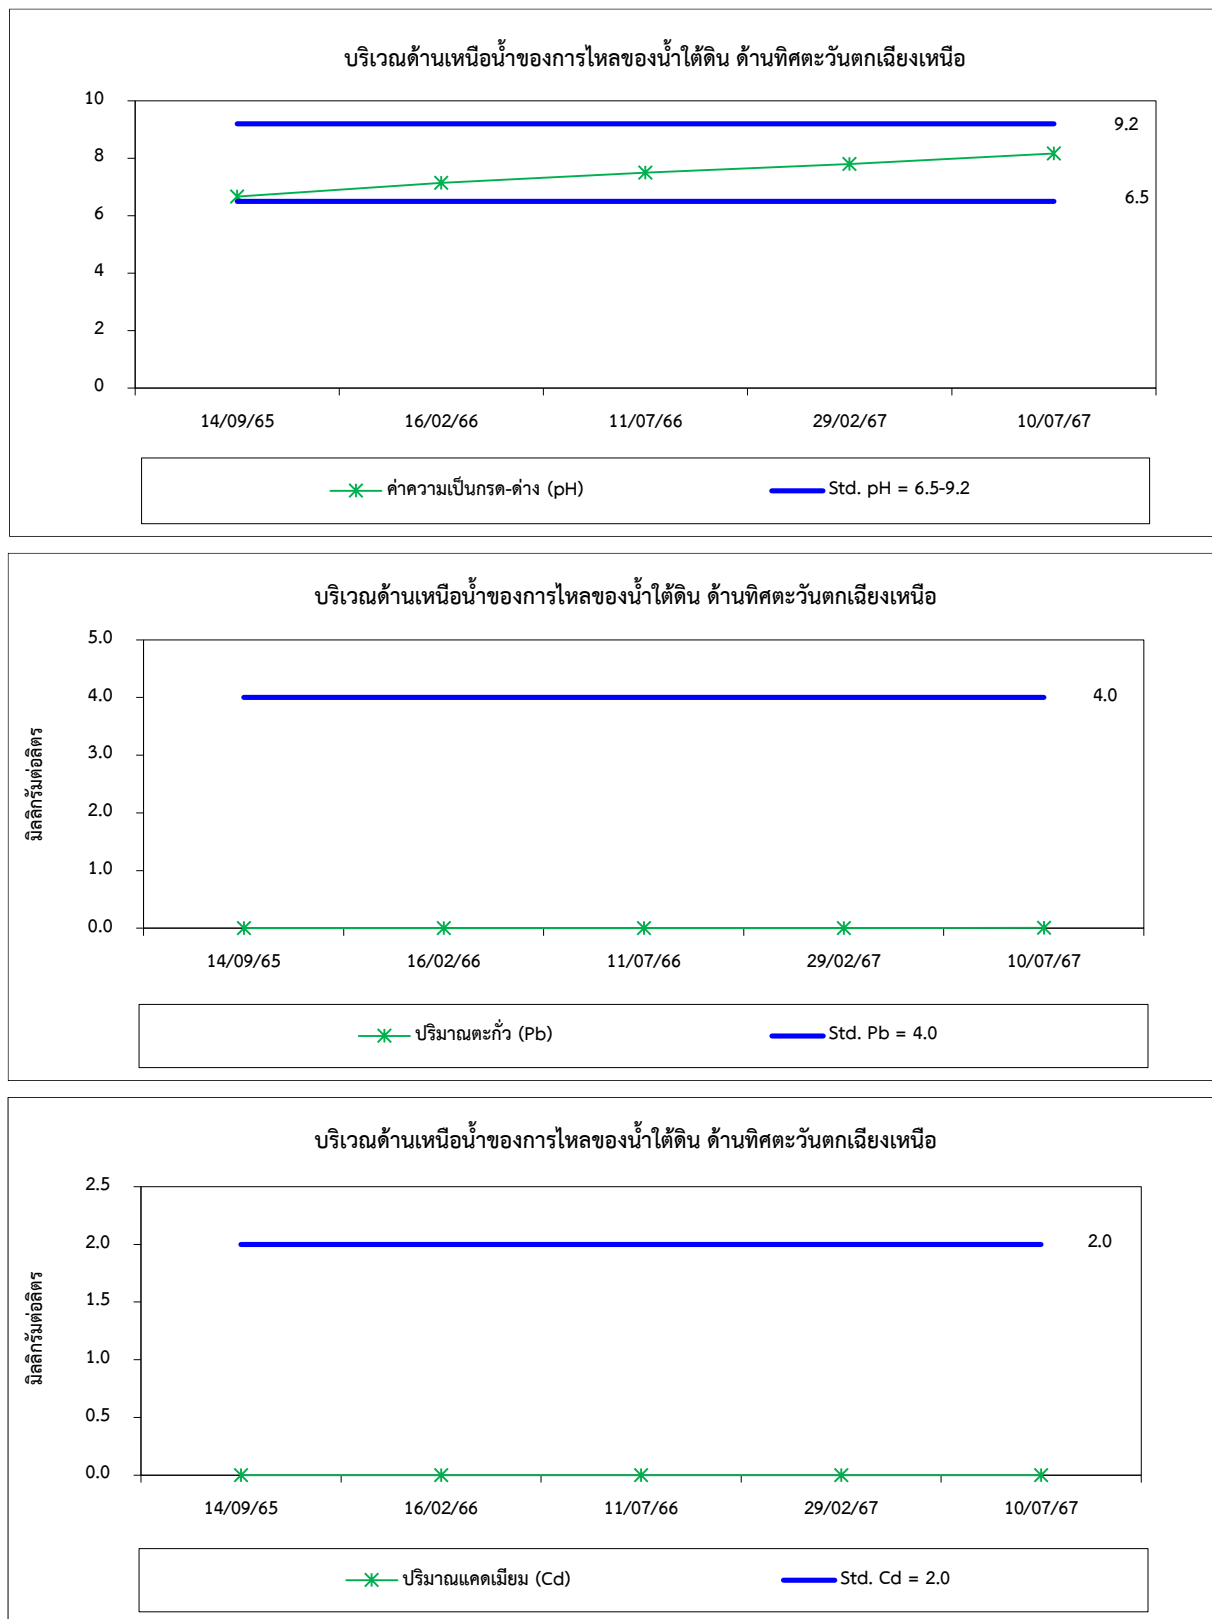 บริเวณด้านเหนือน้ำของการไหลของน้ำใต้ดิน ด้านทิศตะวันตกเฉียงเหนือ
10
9.2
8
6.5
6
4
2
0
14/09/65 16/02/66 11/07/66 29/02/67 10/07/67
ค่าความเป็นกรด-ด่าง (pH) Std. pH = 6.5-9.2
บริเวณด้านเหนือน้ำของการไหลของน้ำใต้ดิน ด้านทิศตะวันตกเฉียงเหนือ
มิลลิกรัมต่อลิตร
5.0
4.0 4.0
3.0
2.0
1.0
0.0
14/09/65 16/02/66 11/07/66 29/02/67 10/07/67
ปริมาณตะกั่ว (Pb) Std. Pb = 4.0
บริเวณด้านเหนือน้ำของการไหลของน้ำใต้ดิน ด้านทิศตะวันตกเฉียงเหนือ
มิลลิกรัมต่อลิตร
2.5
2.0 2.0
1.5
1.0
0.5
0.0
14/09/65 16/02/66 11/07/66 29/02/67 10/07/67
ปริมาณแคดเมียม (Cd) Std. Cd = 2.0